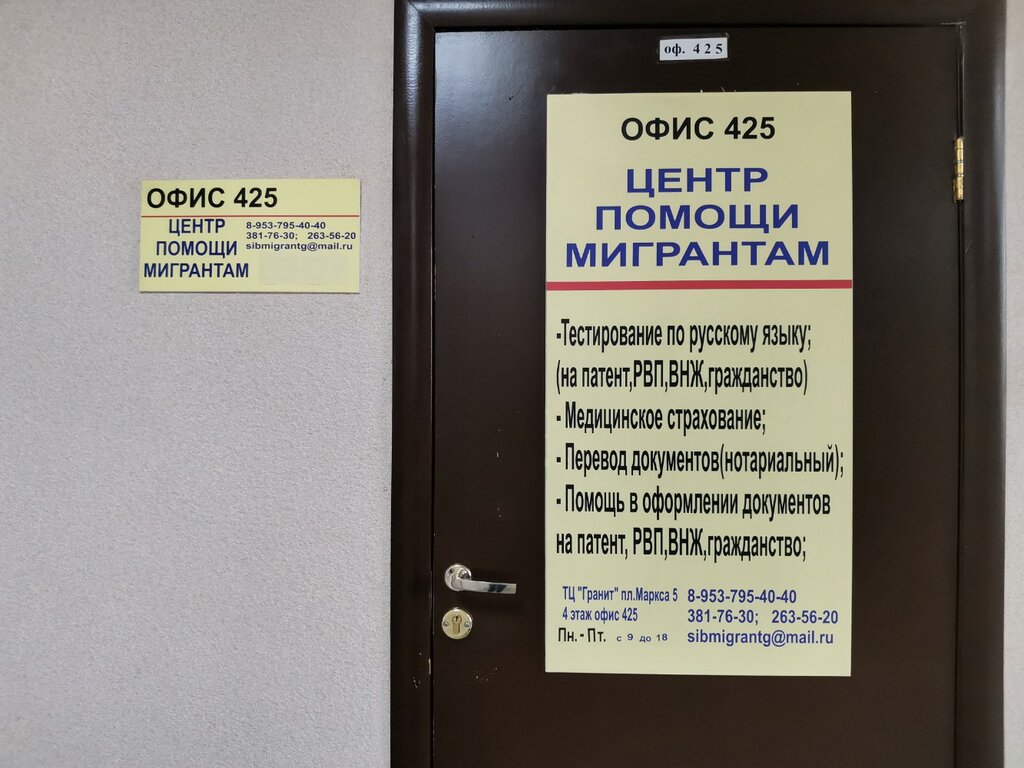 оф. 425
ОФИС 425
ЦЕНТР
ПОМОЩИ
МИГРАНТАМ
8-953-795-40-40
381-76-30; 263-56-20
sibmigrantg@mail.ru
ОФИС 425
ЦЕНТР
ПОМОЩИ
МИГРАНТАМ
-Тестирование по русскому языку;
(на патент,РВП,ВНЖ,гражданство)
- Медицинское страхование;
- Перевод документов(нотариальный);
- Помощь в оформлении документов
на патент, РВП,ВНЖ,гражданство;
ТЦ "Гранит" пл.Маркса 5
4 этаж офис 425
Пн. - Пт. с 9 до 18
8-953-795-40-40
381-76-30; 263-56-20
sibmigrantg@mail.ru